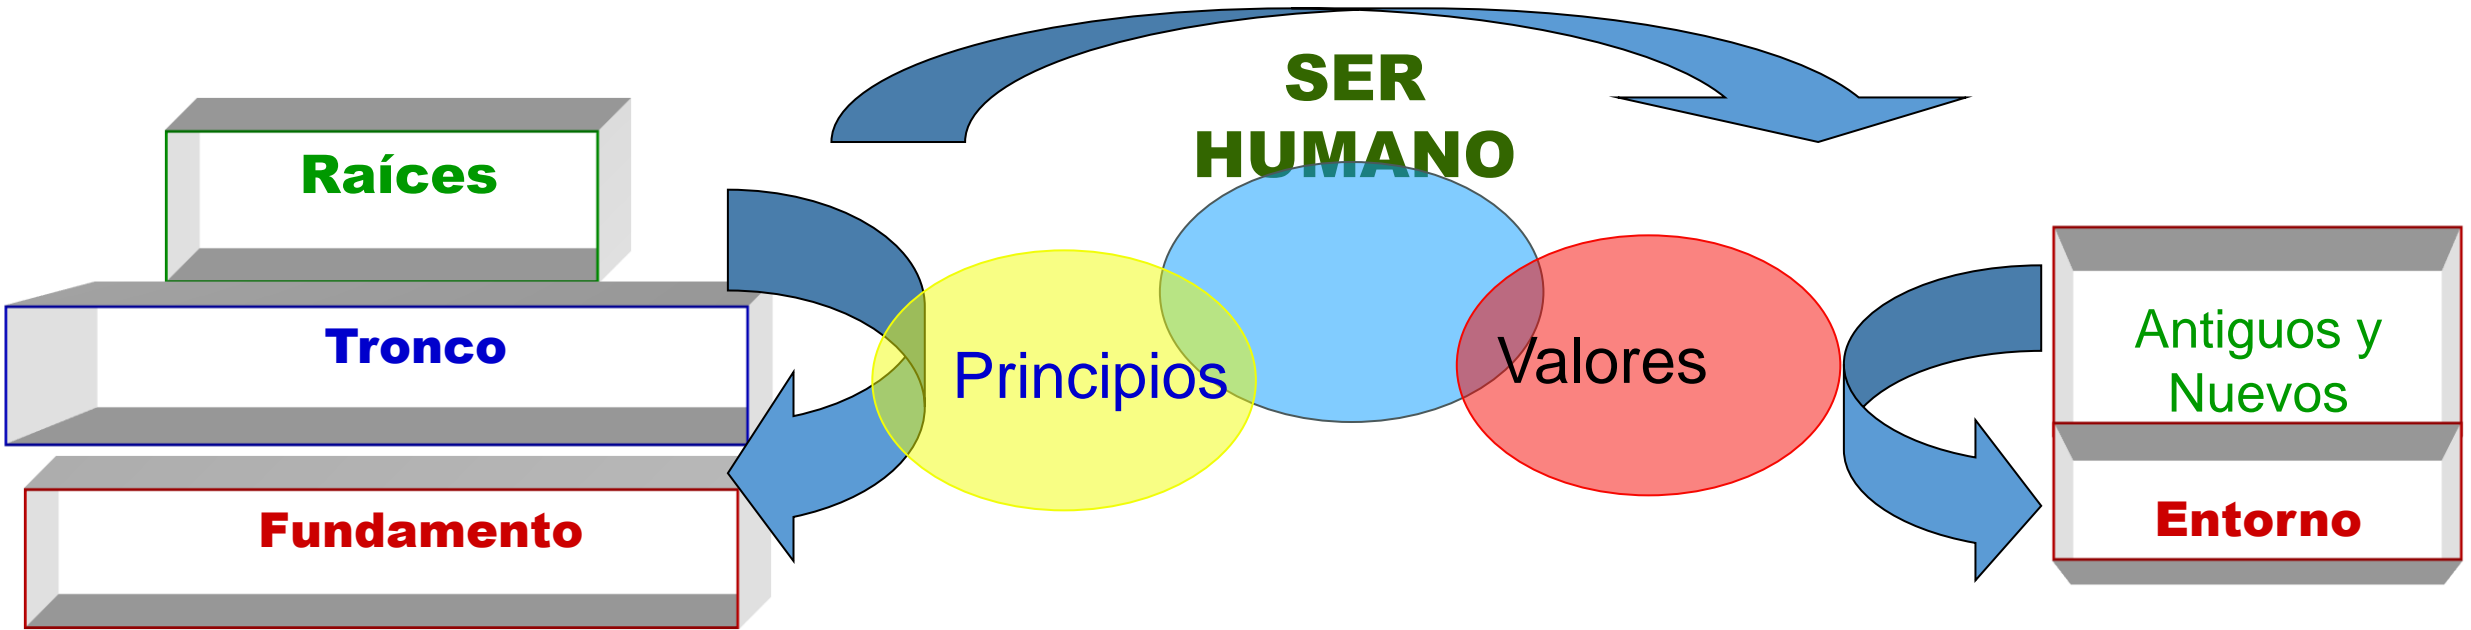 Raíces
Tronco
Fundamento
SER
HUMANO
Principios
Valores
Antiguos y
Nuevos
Entorno